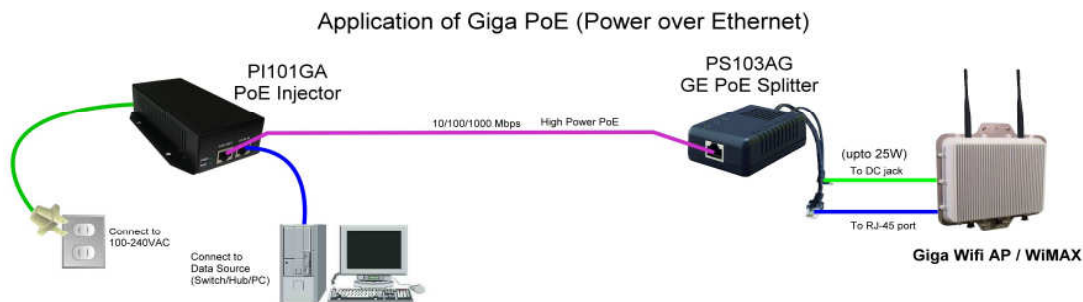 Application of Giga PoE (Power over Ethernet)
PI101GA
PoE Injector
PS103AG
GE PoE Splitter
10/100/1000 Mbps
High Power PoE
(upto 25W)
To DC jack
To RJ-45 port
Connect to
100-240VAC
Connect to
Data Source
(Switch/Hub/PC)
Giga Wifi AP / WiMAX